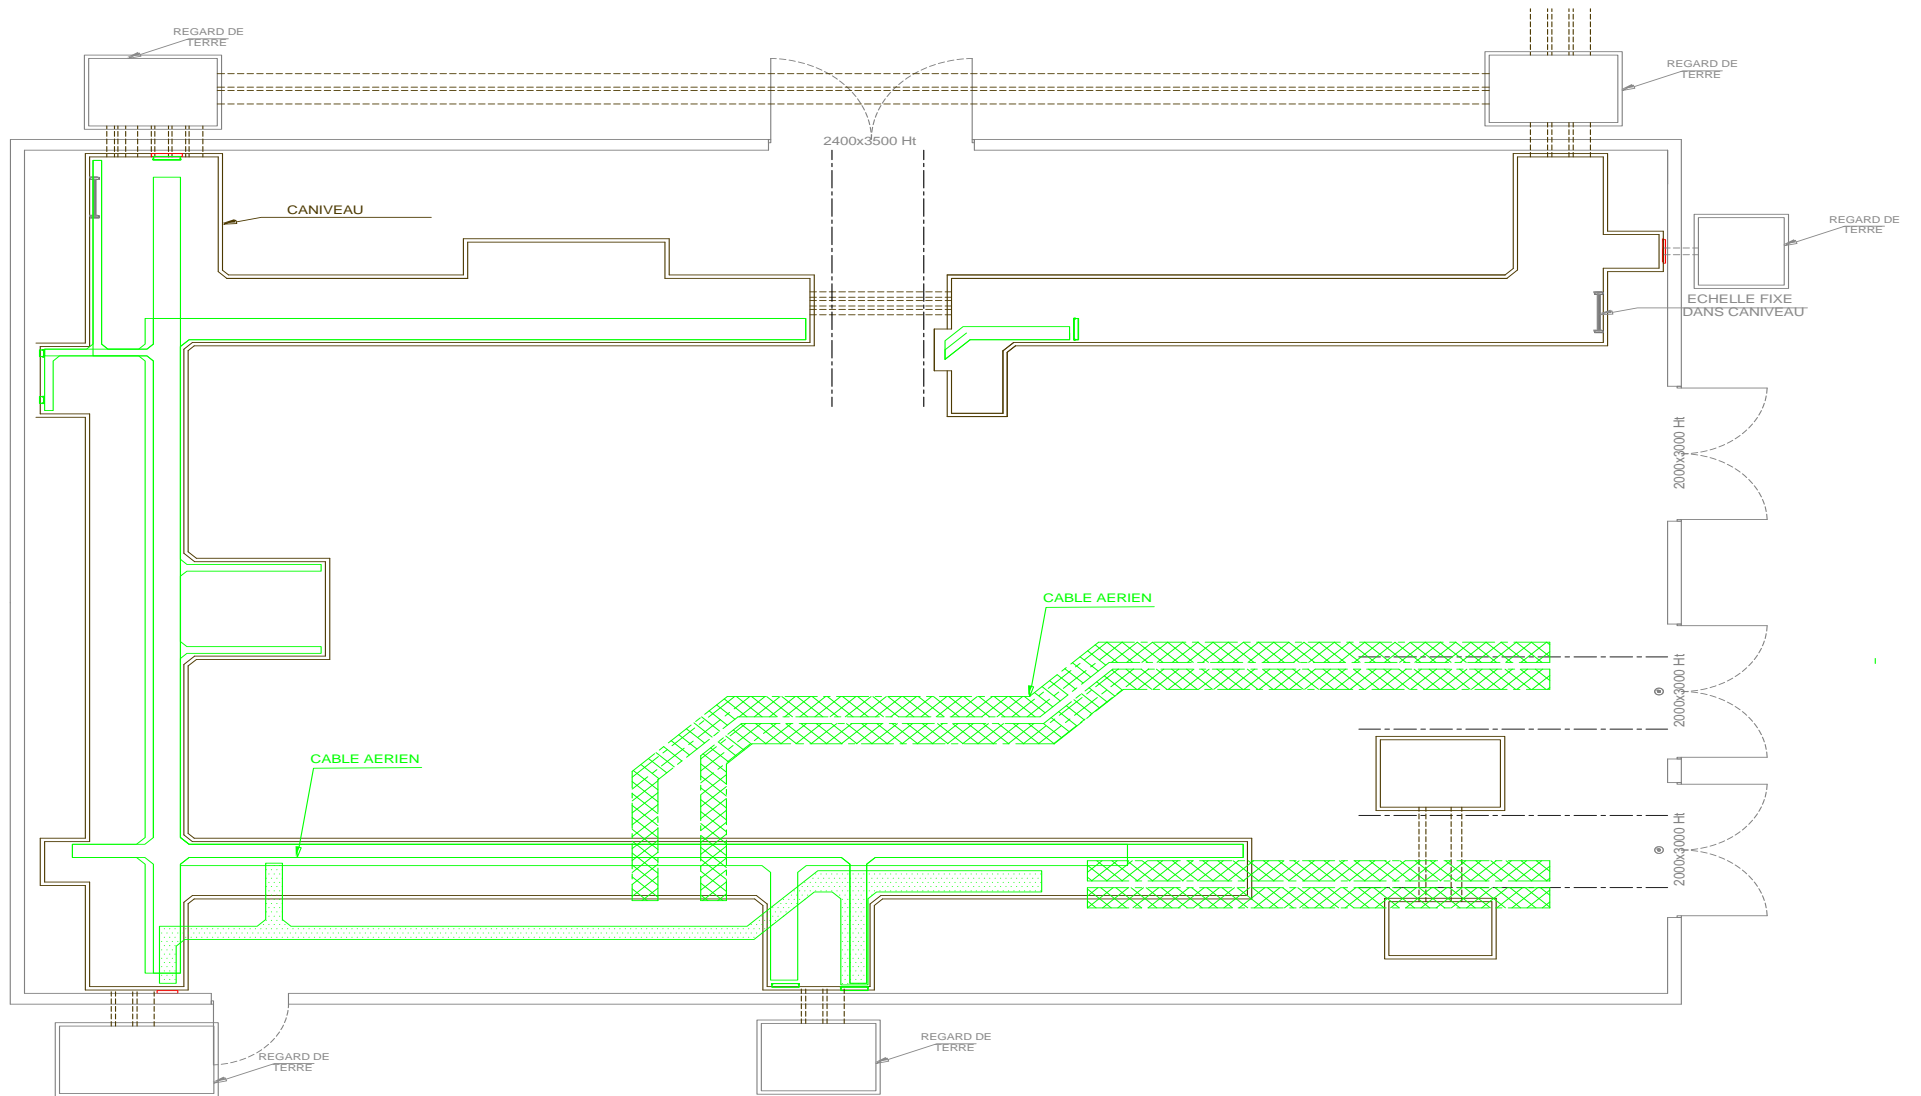 REGARD DE
TERRE
REGARD DE
TERRE
2400x3500 Ht
CANIVEAU
REGARD DE
TERRE
ECHELLE FIXE
DANS CANIVEAU
2000x3000 Ht
CABLE AERIEN
2000x3000 Ht
CABLE AERIEN
2000x3000 Ht
REGARD DE
TERRE
REGARD DE
TERRE